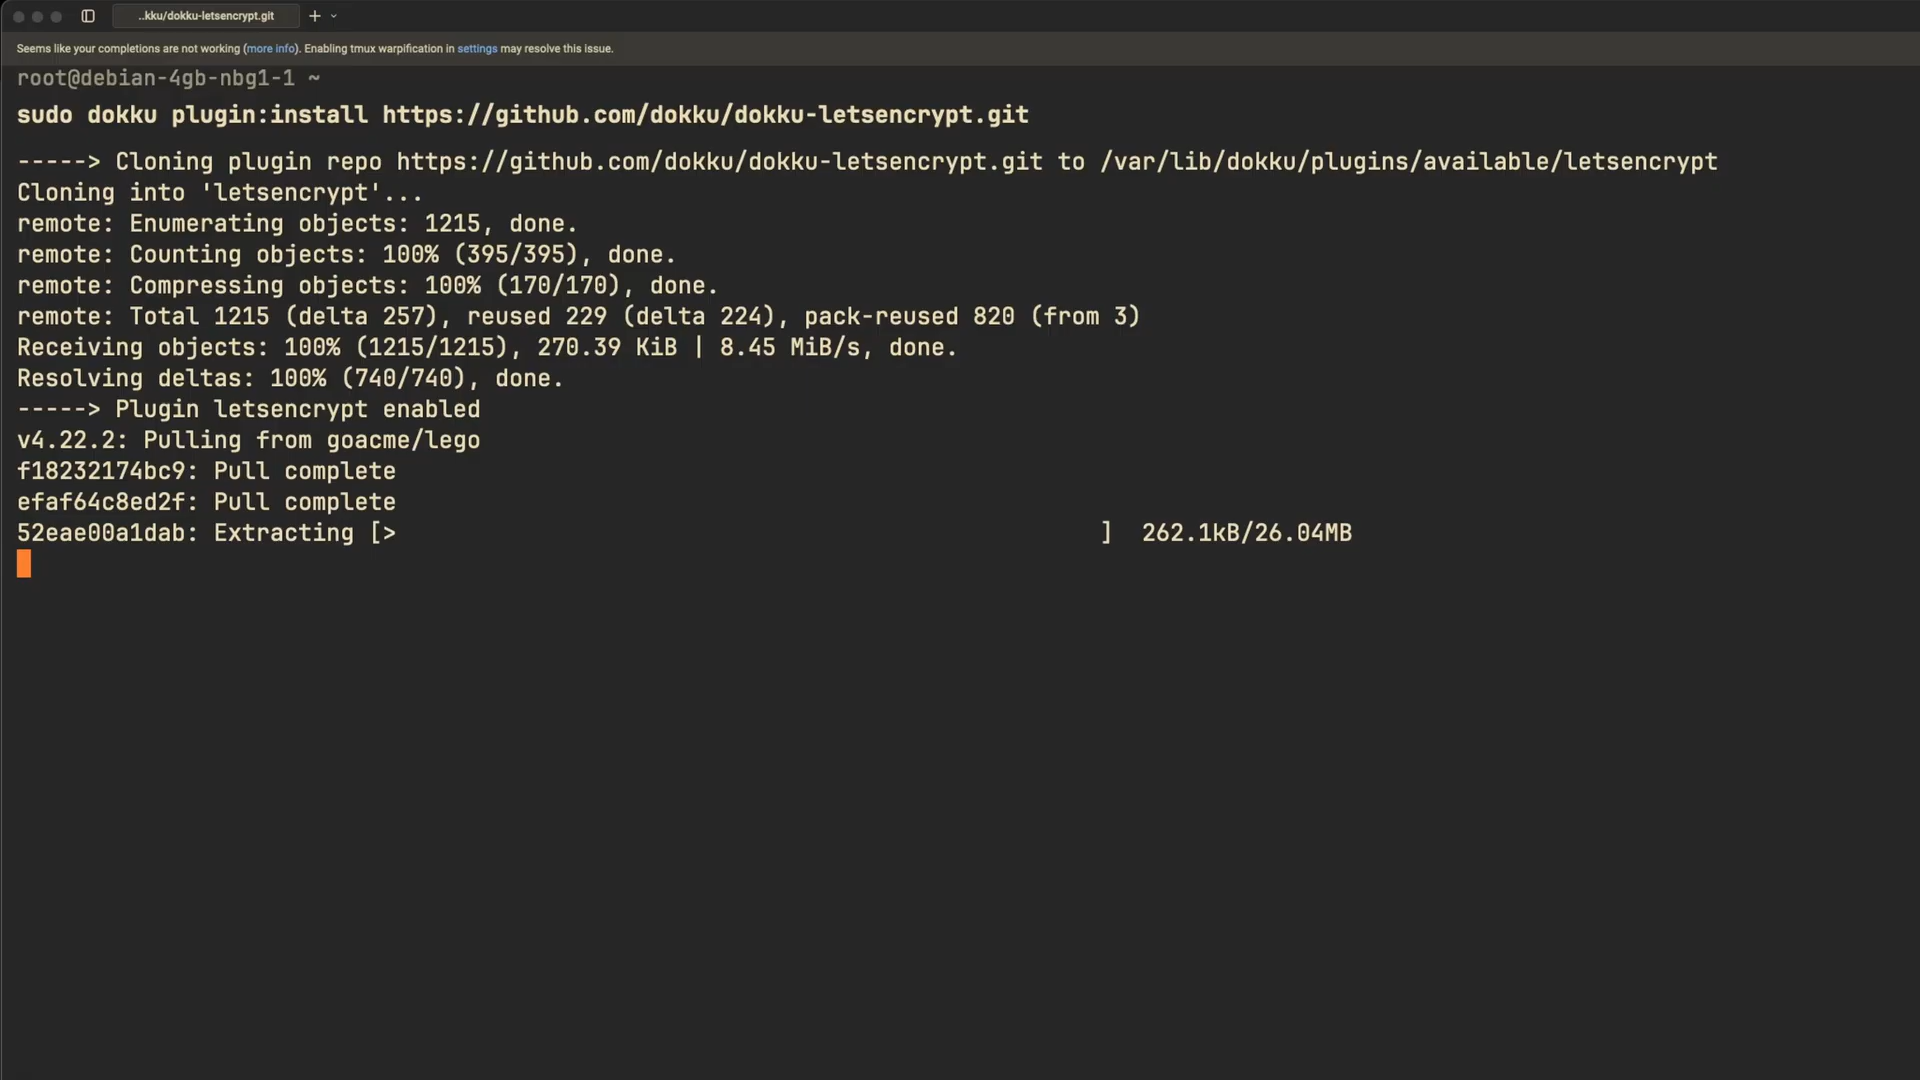 ..kku/dokku-letsencrypt.git
Seems like your completions are not working (more info). Enabling tmux warpification in settings may resolve this issue.
root@debian-4gb-nbg1-1 ~
sudo dokku plugin:install https://github.com/dokku/dokku-letsencrypt.git
-----> Cloning plugin repo https://github.com/dokku/dokku-letsencrypt.git to /var/lib/dokku/plugins/available/letsencrypt
Cloning into 'letsencrypt'...
remote: Enumerating objects: 1215, done.
remote: Counting objects: 100% (395/395), done.
remote: Compressing objects: 100% (170/170), done.
remote: Total 1215 (delta 257), reused 229 (delta 224), pack-reused 820 (from 3)
Receiving objects: 100% (1215/1215), 270.39 KiB | 8.45 MiB/s, done.
Resolving deltas: 100% (740/740), done.
-----> Plugin letsencrypt enabled
v4.22.2: Pulling from goacme/lego
f18232174bc9: Pull complete
efaf64c8ed2f: Pull complete
52eae00a1dab: Extracting [>                                                  ]  262.1kB/26.04MB